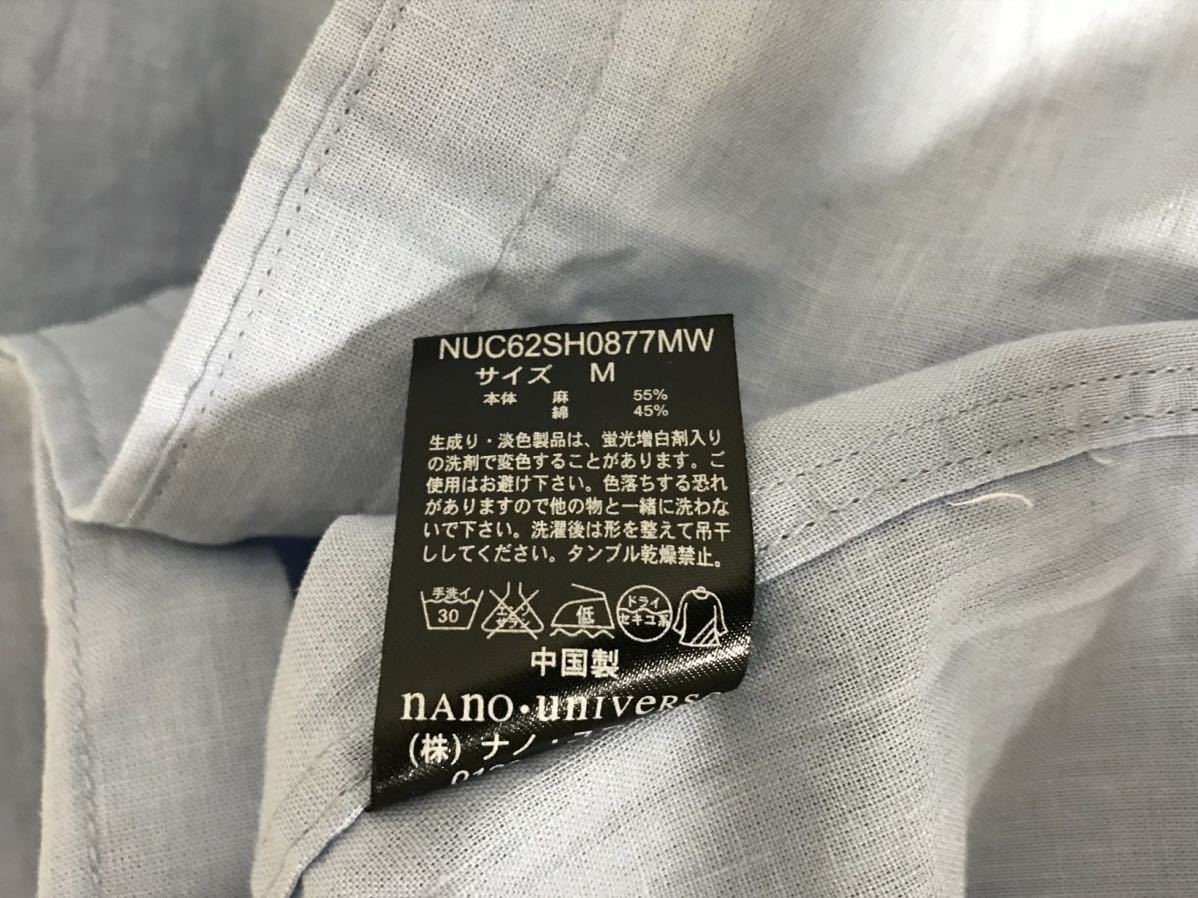 NUC62SH0877MW
サイズ M
本体 麻 55%
綿 45%
生成り・淡色製品は、蛍光増白剤入り
の洗剤で変色することがあります。ご
使用はお避け下さい。色落ちする恐れ
がありますので他の物と一緒に洗わな
いで下さい。洗濯後は形を整えて吊干
ししてください。タンブル乾燥禁止。
手洗イ 30 エンソ サラシ 低 ドライ セキユ系
中国製
nAno・unIveRS
(株) ナノ・